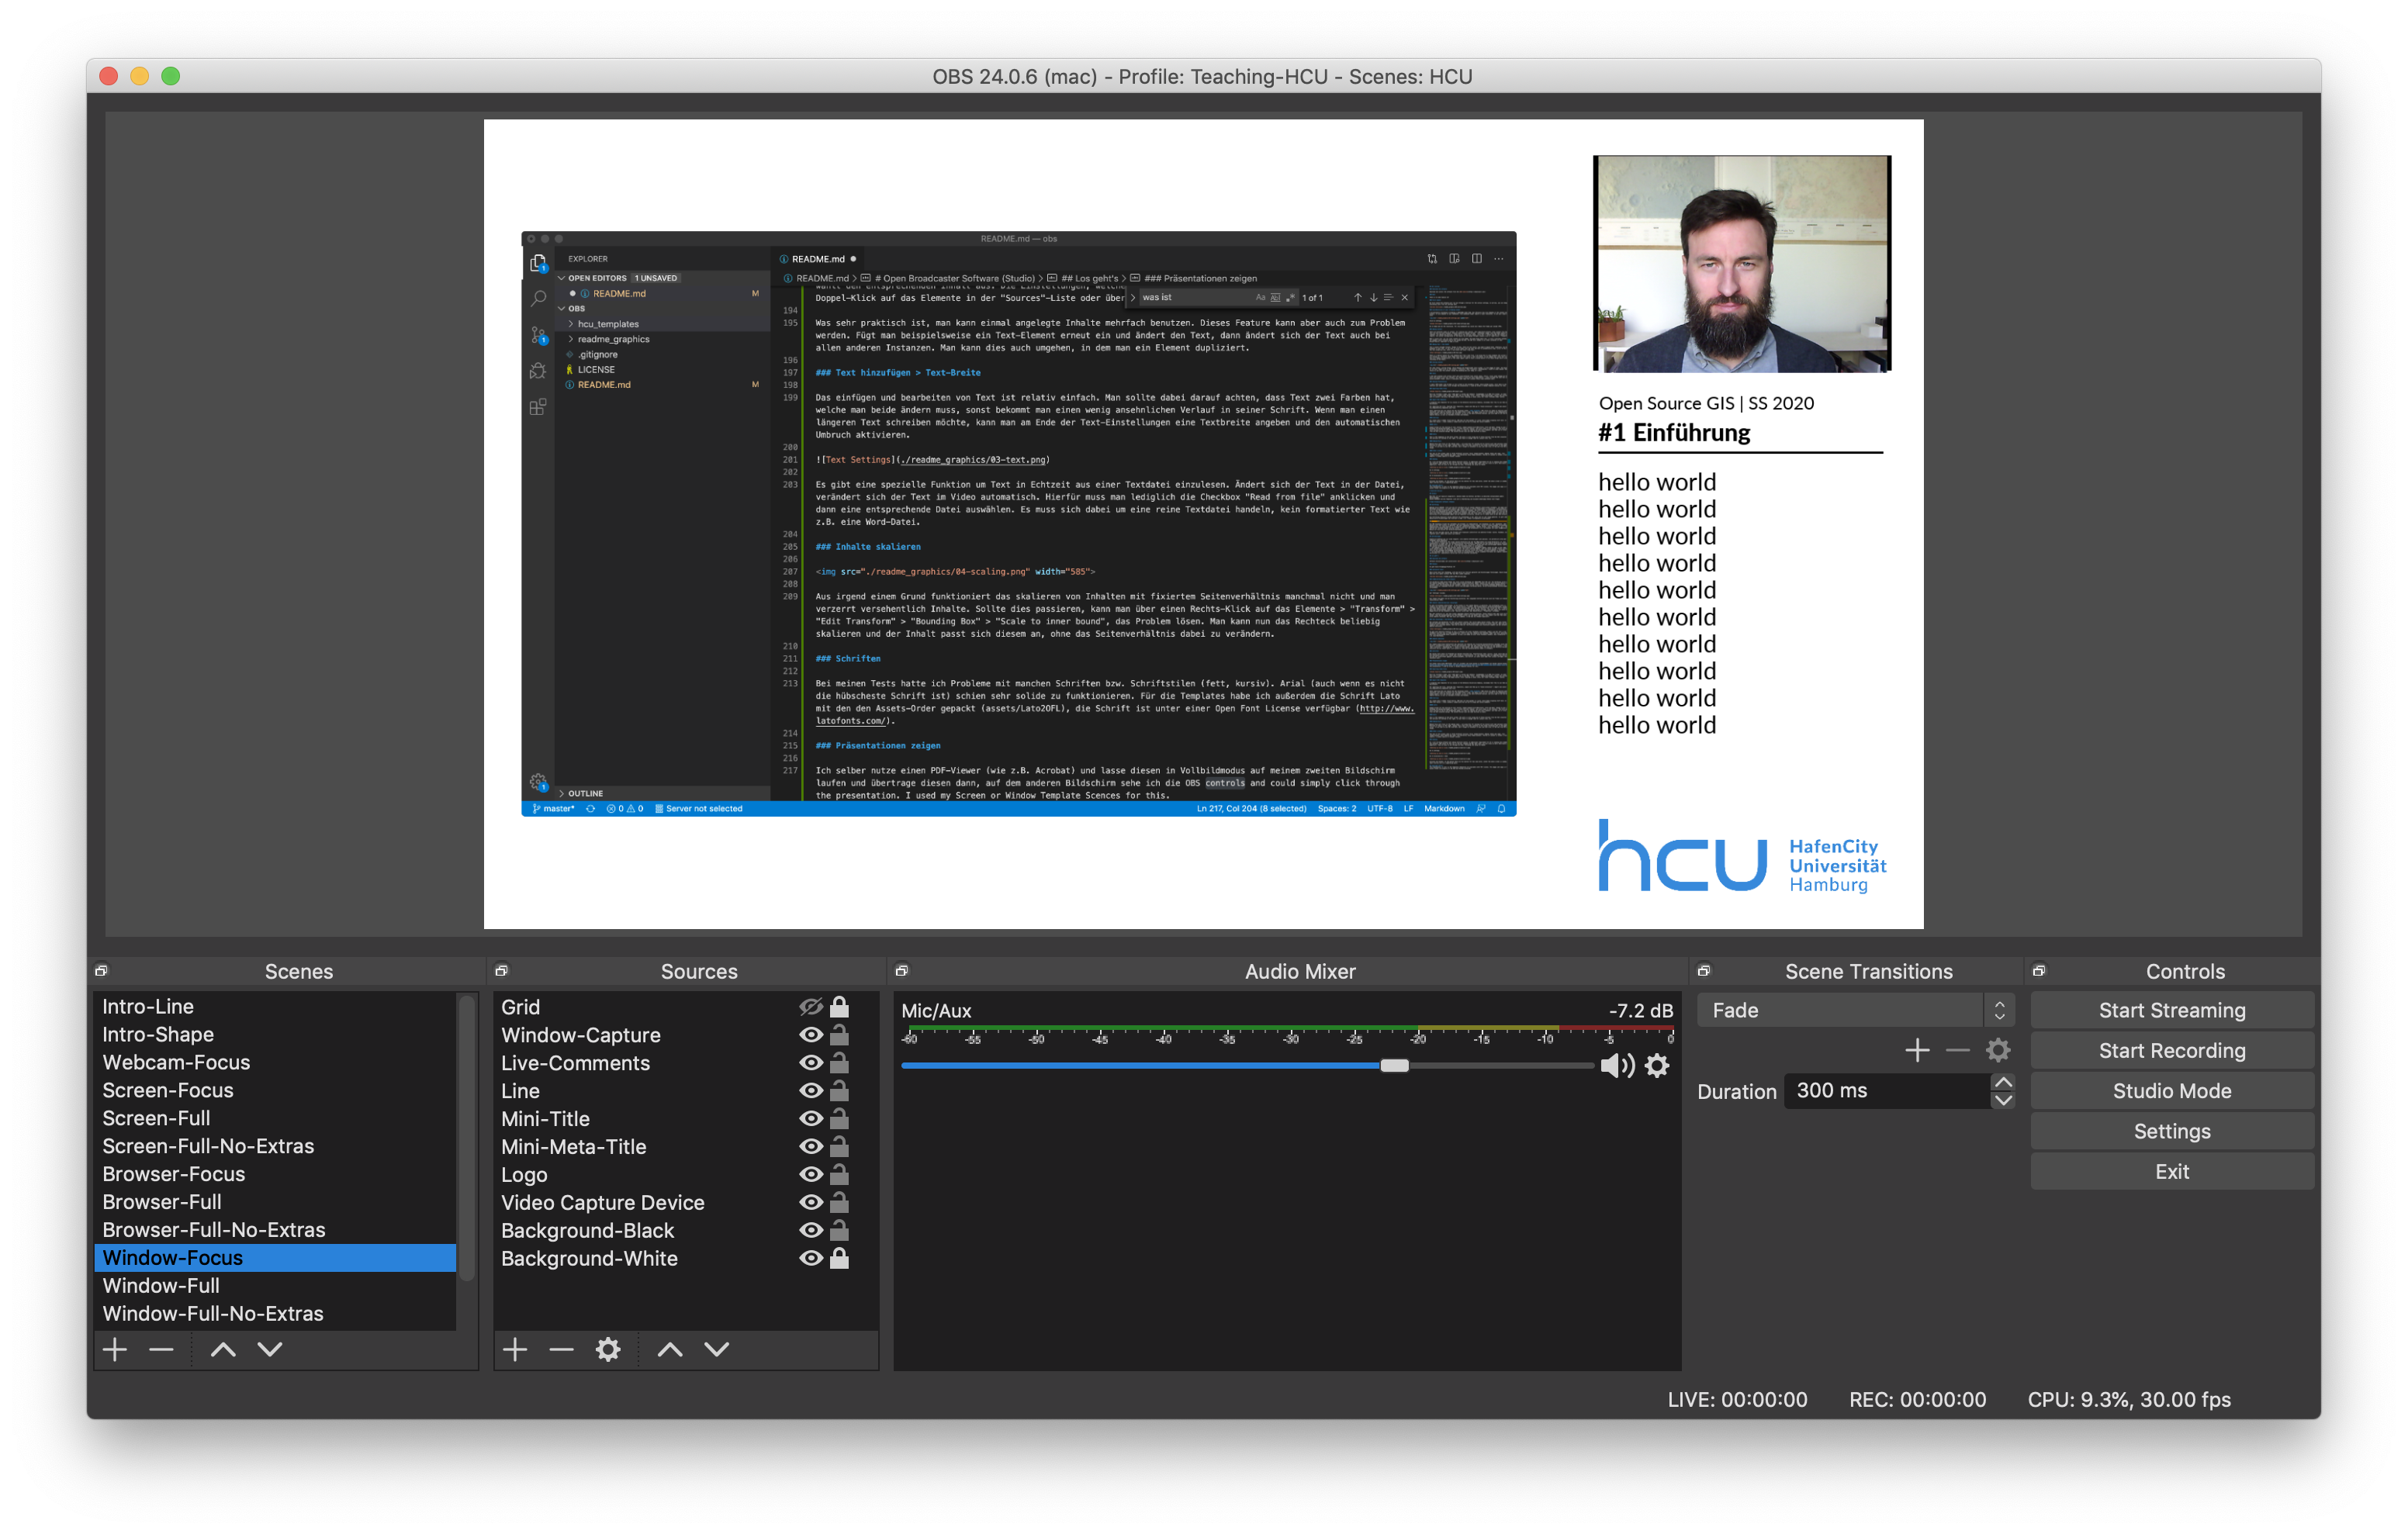 OBS 24.0.6 (mac) - Profile: Teaching-HCU - Scenes: HCU
README.md — obs
EXPLORER
OPEN EDITORS 1 UNSAVED
README.md M
OBS
hcu_templates
readme_graphics
.gitignore
LICENSE
README.md M
OUTLINE
README.md
README.md > # Open Broadcaster Software (Studio) > ## Los geht's > ### Präsentationen zeigen
was ist
1 of 1
Doppel-Klick auf das Elemente in der "Sources"-Liste oder über
194
195 Was sehr praktisch ist, man kann einmal angelegte Inhalte mehrfach benutzen. Dieses Feature kann aber auch zum Problem
werden. Fügt man beispielsweise ein Text-Element erneut ein und ändert den Text, dann ändert sich der Text auch bei
allen anderen Instanzen. Man kann dies auch umgehen, in dem man ein Element dupliziert.
196
197 ### Text hinzufügen > Text-Breite
198
199 Das einfügen und bearbeiten von Text ist relativ einfach. Man sollte dabei darauf achten, dass Text zwei Farben hat,
welche man beide ändern muss, sonst bekommt man einen wenig ansehnlichen Verlauf in seiner Schrift. Wenn man einen
längeren Text schreiben möchte, kann man am Ende der Text-Einstellungen eine Textbreite angeben und den automatischen
Umbruch aktivieren.
200
201 ![Text Settings](./readme_graphics/03-text.png)
202
203 Es gibt eine spezielle Funktion um Text in Echtzeit aus einer Textdatei einzulesen. Ändert sich der Text in der Datei,
verändert sich der Text im Video automatisch. Hierfür muss man lediglich die Checkbox "Read from file" anklicken und
dann eine entsprechende Datei auswählen. Es muss sich dabei um eine reine Textdatei handeln, kein formatierter Text wie
z.B. eine Word-Datei.
204
205 ### Inhalte skalieren
206
207 <img src="./readme_graphics/04-scaling.png" width="585">
208
209 Aus irgend einem Grund funktioniert das skalieren von Inhalten mit fixiertem Seitenverhältnis manchmal nicht und man
verzerrt versehentlich Inhalte. Sollte dies passieren, kann man über einen Rechts-Klick auf das Elemente > "Transform" >
"Edit Transform" > "Bounding Box" > "Scale to inner bound", das Problem lösen. Man kann nun das Rechteck beliebig
skalieren und der Inhalt passt sich diesem an, ohne das Seitenverhältnis dabei zu verändern.
210
211 ### Schriften
212
213 Bei meinen Tests hatte ich Probleme mit manchen Schriften bzw. Schriftstilen (fett, kursiv). Arial (auch wenn es nicht
die hübscheste Schrift ist) schien sehr solide zu funktionieren. Für die Templates habe ich außerdem die Schrift Lato
mit den den Assets-Order gepackt (assets/Lato2OFL), die Schrift ist unter einer Open Font License verfügbar (http://www.
latofonts.com/).
214
215 ### Präsentationen zeigen
216
217 Ich selber nutze einen PDF-Viewer (wie z.B. Acrobat) und lasse diesen in Vollbildmodus auf meinem zweiten Bildschirm
laufen und übertrage diesen dann, auf dem anderen Bildschirm sehe ich die OBS controls and could simply click through
the presentation. I used my Screen or Window Template Scences for this.
master* 0 0 Server not selected Ln 217, Col 204 (8 selected) Spaces: 2 UTF-8 LF Markdown
Open Source GIS | SS 2020
#1 Einführung
hello world
hello world
hello world
hello world
hello world
hello world
hello world
hello world
hello world
hello world
hcu HafenCity
Universität
Hamburg
Scenes
Intro-Line
Intro-Shape
Webcam-Focus
Screen-Focus
Screen-Full
Screen-Full-No-Extras
Browser-Focus
Browser-Full
Browser-Full-No-Extras
Window-Focus
Window-Full
Window-Full-No-Extras
Sources
Grid
Window-Capture
Live-Comments
Line
Mini-Title
Mini-Meta-Title
Logo
Video Capture Device
Background-Black
Background-White
Audio Mixer
Mic/Aux -7.2 dB
-60 -55 -50 -45 -40 -35 -30 -25 -20 -15 -10 -5 0
Scene Transitions
Fade
Duration 300 ms
Controls
Start Streaming
Start Recording
Studio Mode
Settings
Exit
LIVE: 00:00:00 REC: 00:00:00 CPU: 9.3%, 30.00 fps